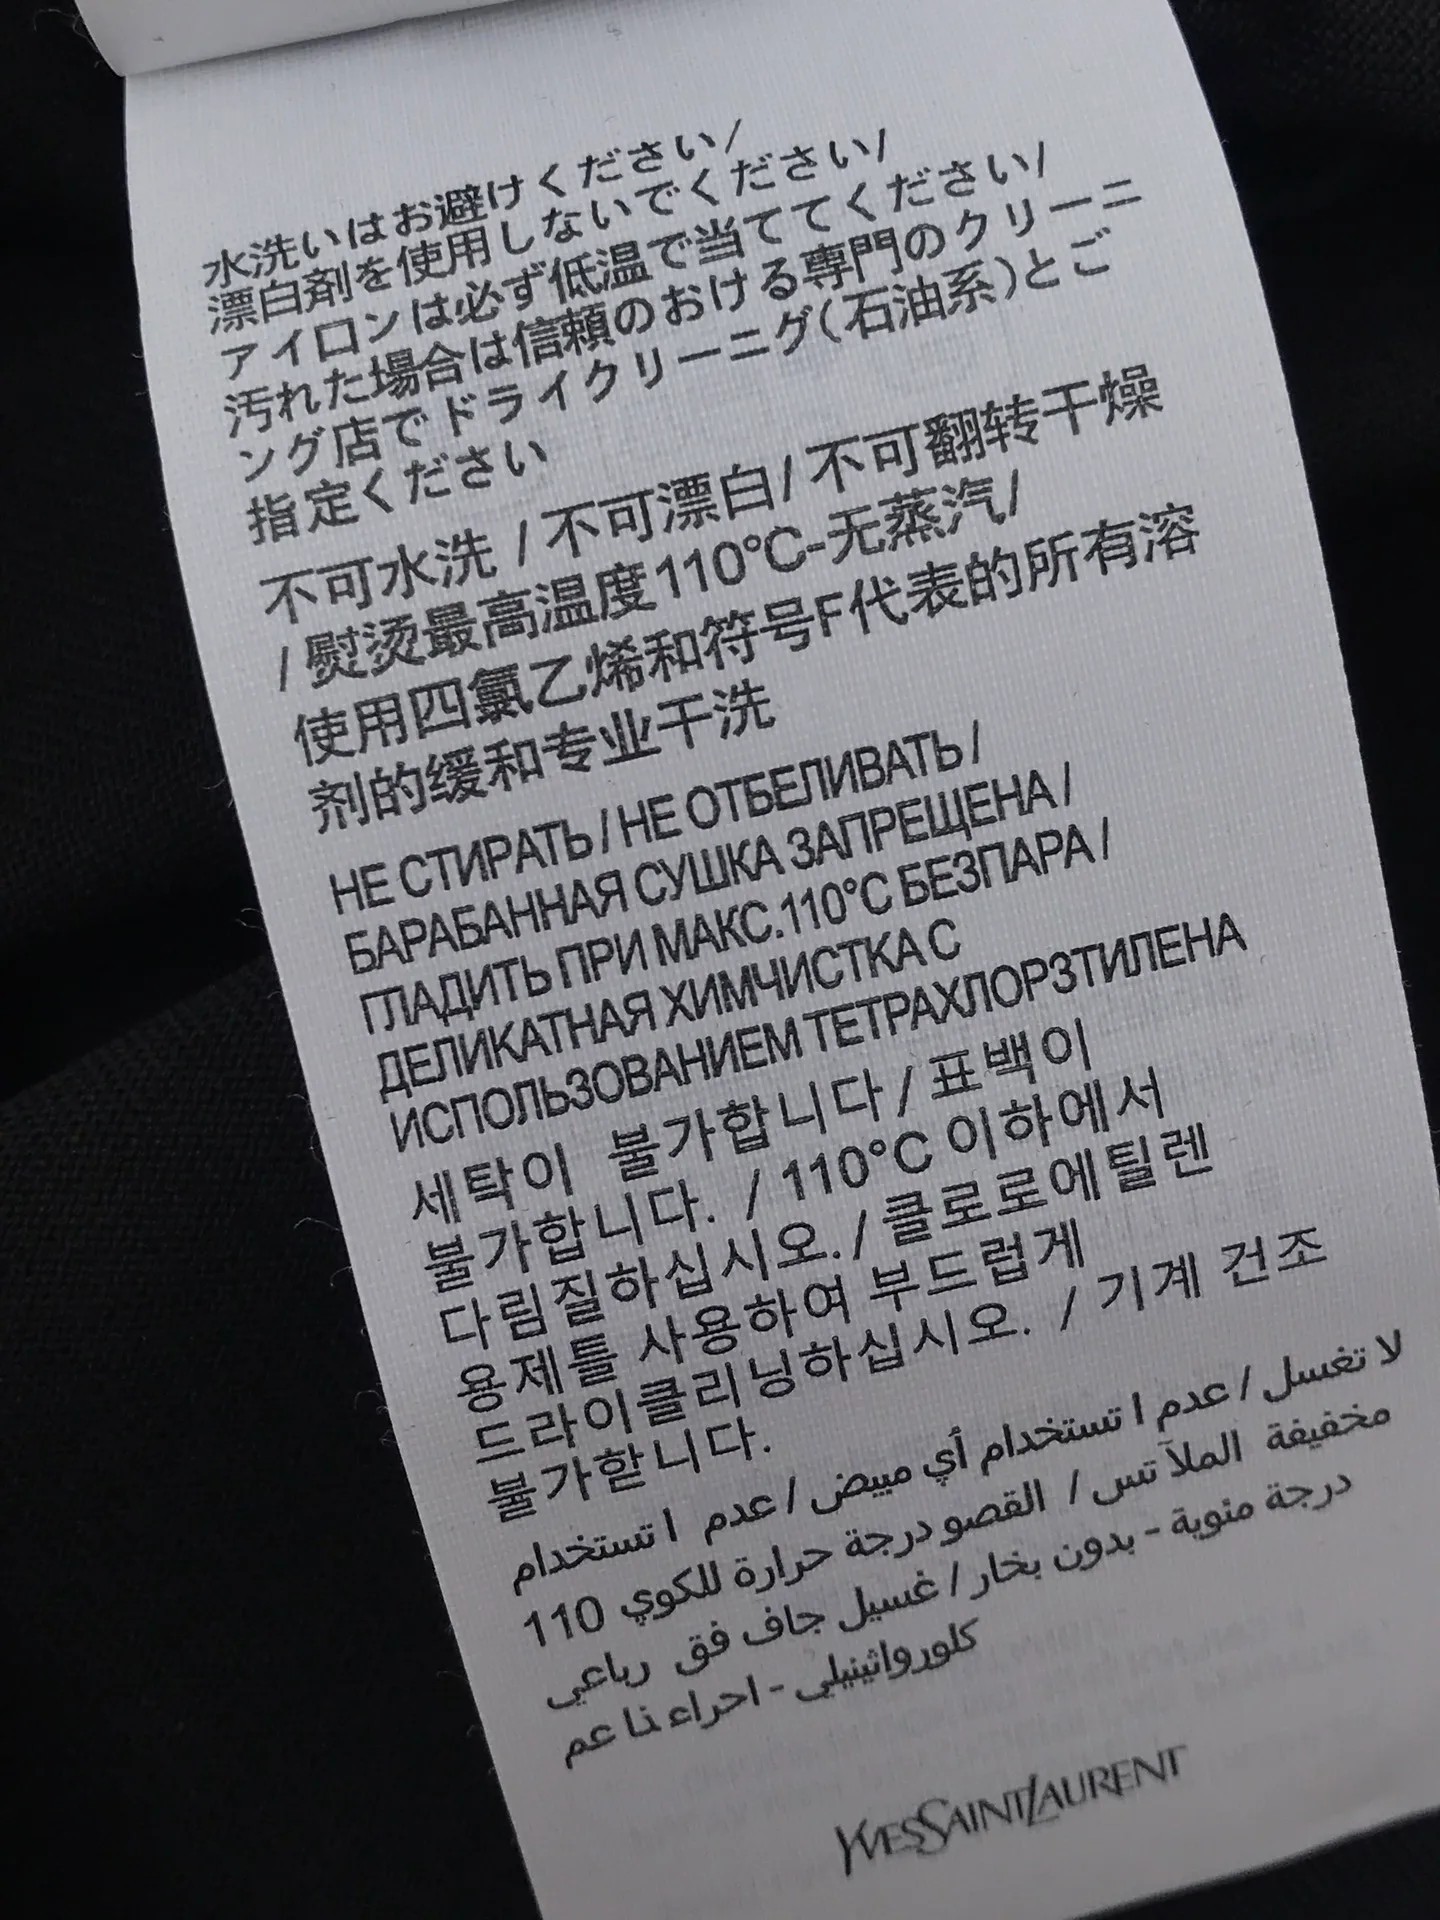 水洗いはお避けください/
漂白剤を使用しないでください/
アイロンは必ず低温で当ててください/
汚れた場合は信頼のおける専門のクリーニ
ング店でドライクリーニング(石油系)とご
指定ください
不可水洗 / 不可漂白/ 不可翻转干燥
/ 熨烫最高温度110°C-无蒸汽/
使用四氯乙烯和符号F代表的所有溶
剂的缓和专业干洗
НЕ СТИРАТЬ / НЕ ОТБЕЛИВАТЬ /
БАРАБАННАЯ СУШКА ЗАПРЕЩЕНА /
ГЛАДИТЬ ПРИ МАКС.110°C БЕЗПАРА /
ДЕЛИКАТНАЯ ХИМЧИСТКА С
ИСПОЛЬЗОВАНИЕМ ТЕТРАХЛОРЗТИЛЕНА
세탁이 불가합니다 / 표백이
불가합니다. / 110°C 이하에서
다림질하십시오. / 클로로에틸렌
용제틀 사용하여 부드럽게
드라이클리닝하십시오. / 기계 건조
불가핟니다.
لا تغسل / عدم ا تستخدام أي مبيض / عدم ا تستخدام
مخفيفة الملآ تس / القصو درجة حرارة للكوي 110
درجة منوية - بدون بخار / غسيل جاف فق رباعي
كلورواثينيلي - احراء نا عم
YVESSAINTLAURENT